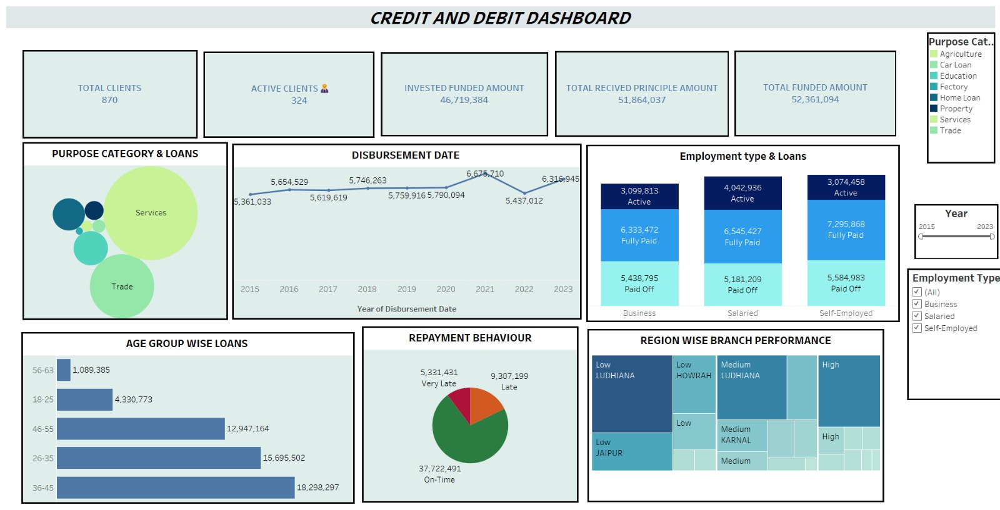 CREDIT AND DEBIT DASHBOARD
TOTAL CLIENTS
870
ACTIVE CLIENTS
324
INVESTED FUNDED AMOUNT
46,719,384
TOTAL RECIVED PRINCIPLE AMOUNT
51,864,037
TOTAL FUNDED AMOUNT
52,361,094
Purpose Cat..
Agriculture
Car Loan
Education
Fectory
Home Loan
Property
Services
Trade
PURPOSE CATEGORY & LOANS
Services
Trade
DISBURSEMENT DATE
5,361,033
5,654,529
5,619,619
5,746,263
5,759,916
5,790,094
6,675,710
5,437,012
6,316,945
2015
2016
2017
2018
2019
2020
2021
2022
2023
Year of Disbursement Date
Employment type & Loans
3,099,813
Active
6,333,472
Fully Paid
5,438,795
Paid Off
Business
4,042,936
Active
6,545,427
Fully Paid
5,181,209
Paid Off
Salaried
3,074,458
Active
7,295,868
Fully Paid
5,584,983
Paid Off
Self-Employed
Year
2015
2023
Employment Type
(All)
Business
Salaried
Self-Employed
AGE GROUP WISE LOANS
56-63
1,089,385
18-25
4,330,773
46-55
12,947,164
26-35
15,695,502
36-45
18,298,297
REPAYMENT BEHAVIOUR
5,331,431
Very Late
9,307,199
Late
37,722,491
On-Time
REGION WISE BRANCH PERFORMANCE
Low
LUDHIANA
Low
JAIPUR
Low
HOWRAH
Low
Medium
LUDHIANA
Medium
KARNAL
Medium
High
High